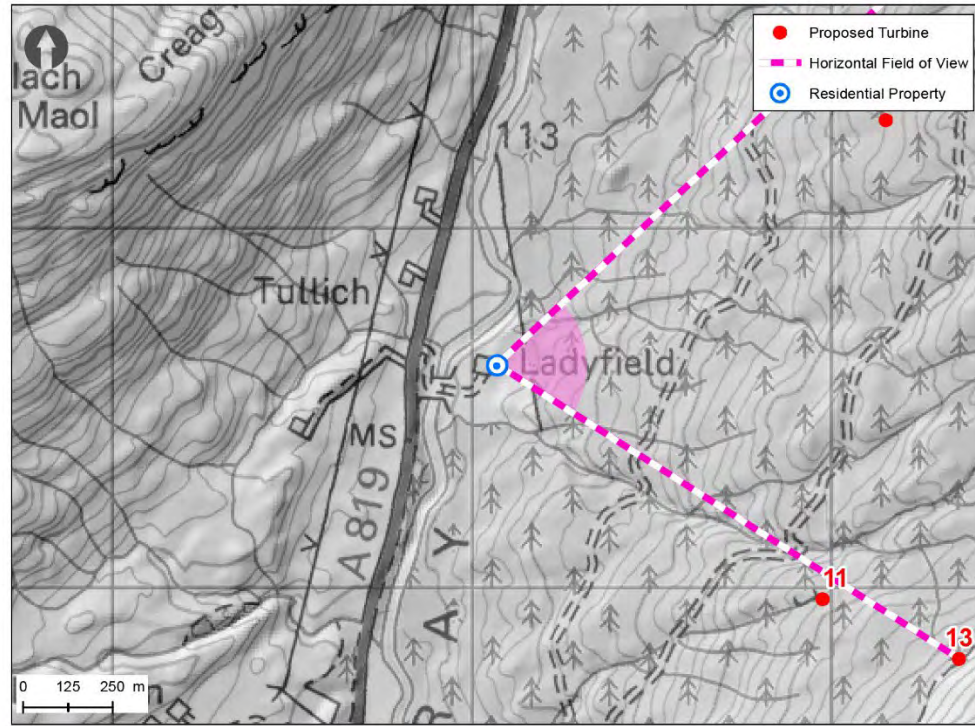 Proposed Turbine
Horizontal Field of View
Residential Property
Creag
lach
Maol
113
Tullich
Ladyfield
MS
A 819
A Y
R
11
13
0 125 250 m